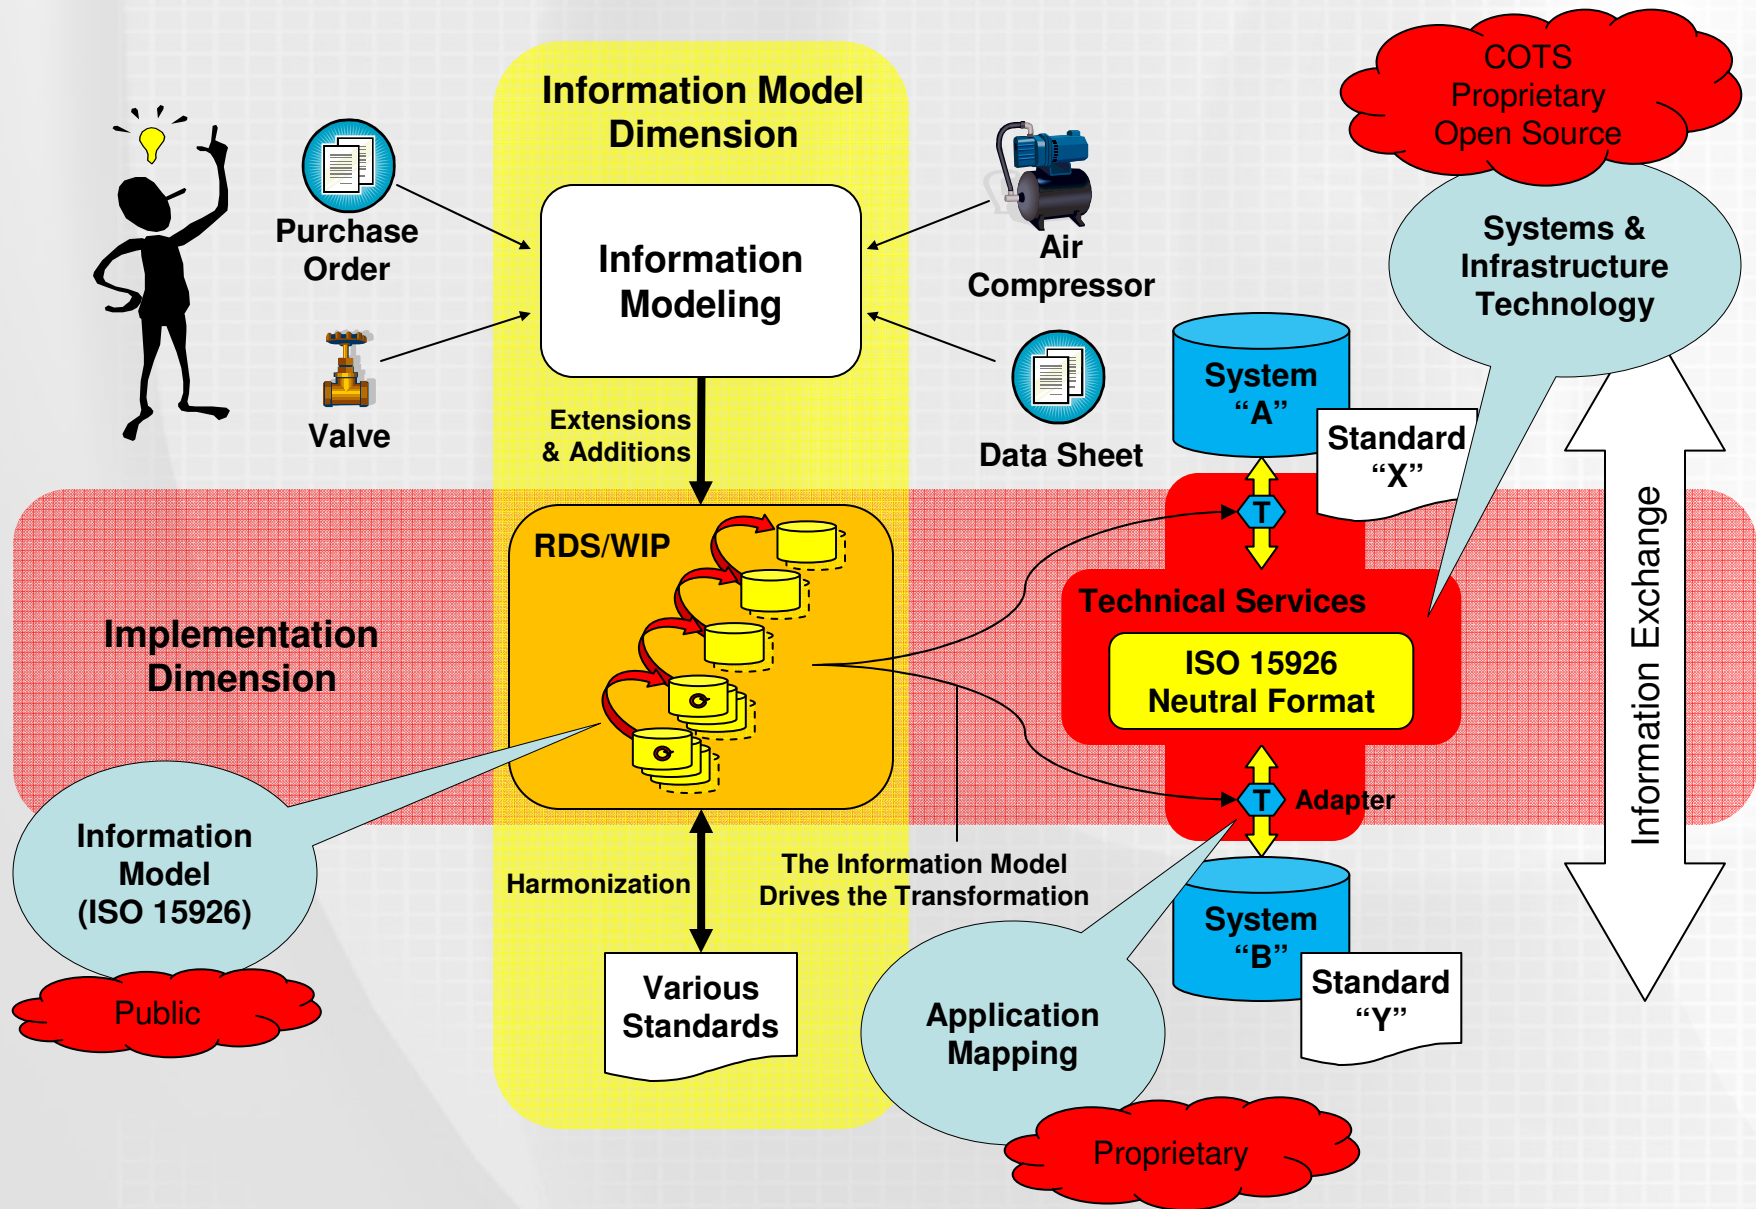 COTS
Proprietary
Open Source
Information Model
Dimension
Purchase
Order
Valve
Information
Modeling
Air
Compressor
Data Sheet
Systems &
Infrastructure
Technology
System
“A”
Standard
“X”
Extensions
& Additions
RDS/WIP
T
Technical Services
ISO 15926
Neutral Format
Implementation
Dimension
Information Exchange
T
Adapter
Information
Model
(ISO 15926)
Public
Harmonization
The Information Model
Drives the Transformation
System
“B”
Standard
“Y”
Various
Standards
Application
Mapping
Proprietary